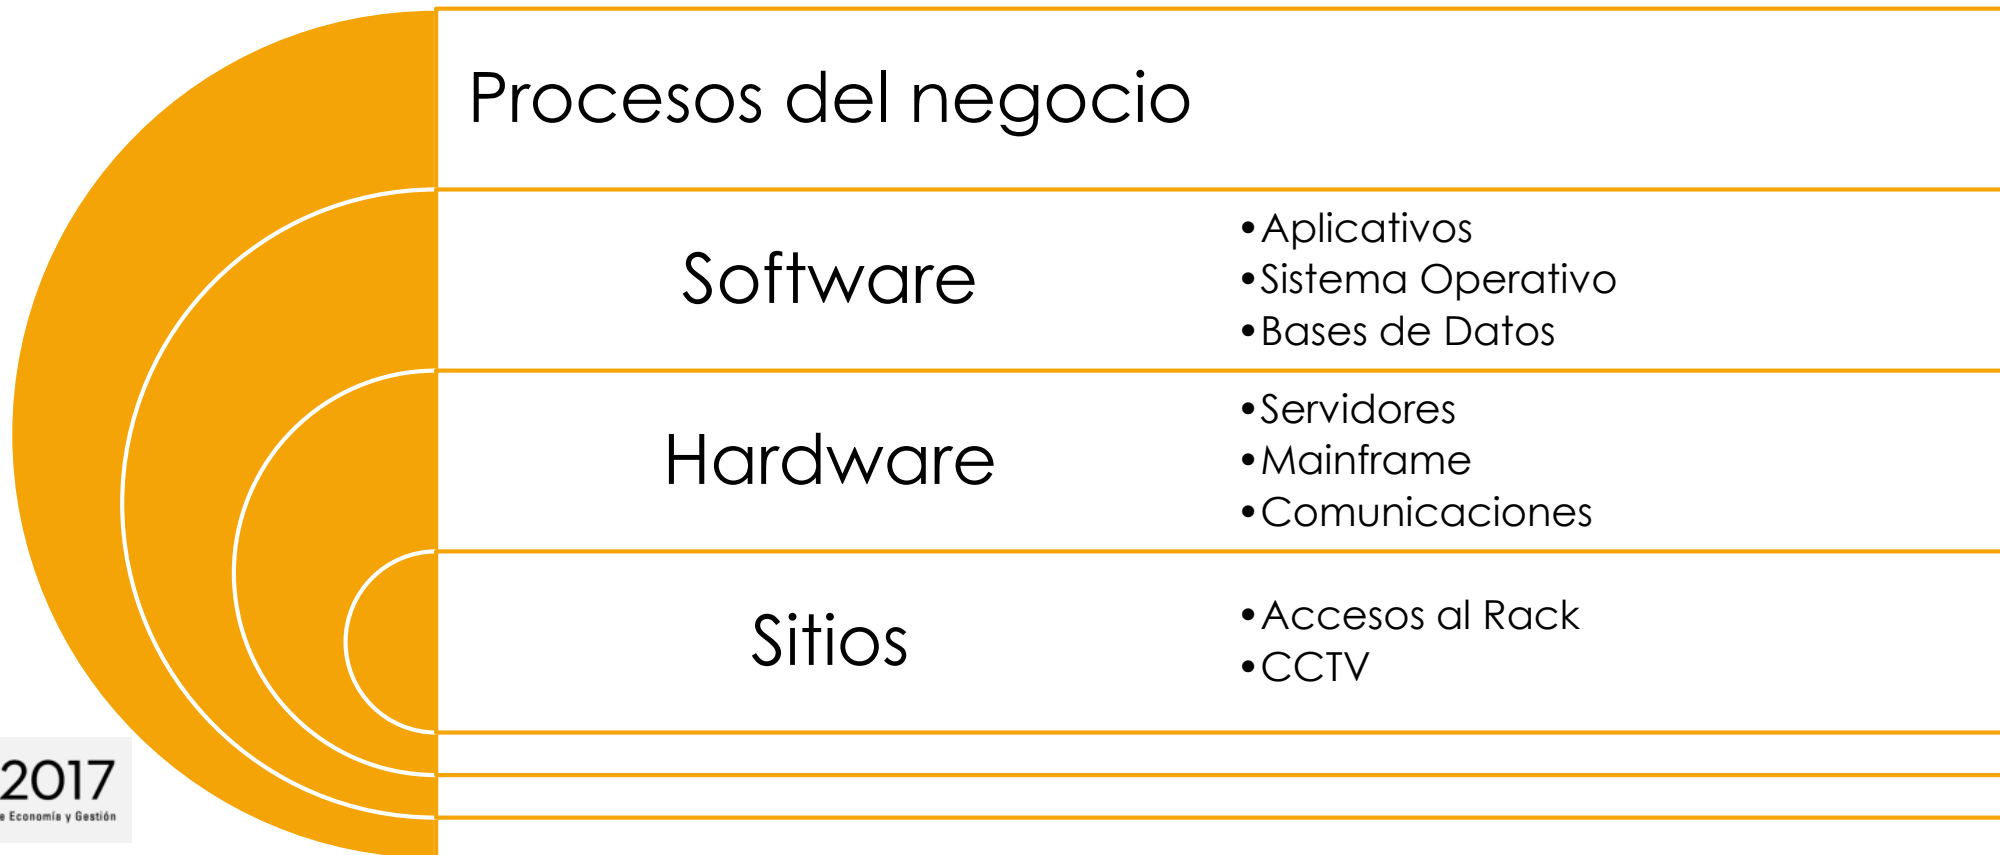 Procesos del negocio
Software
•Aplicativos
•Sistema Operativo
•Bases de Datos
Hardware
•Servidores
•Mainframe
•Comunicaciones
Sitios
•Accesos al Rack
•CCTV
2017
e Economía y Gestión